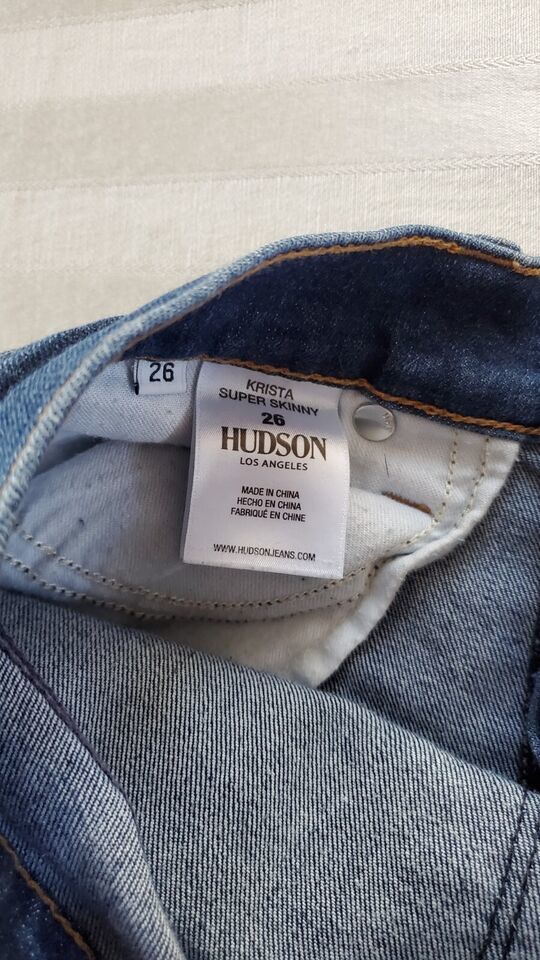 26
KRISTA
SUPER SKINNY
26
HUDSON
LOS ANGELES
MADE IN CHINA
HECHO EN CHINA
FABRIQUÉ EN CHINE
WWW.HUDSONJEANS.COM